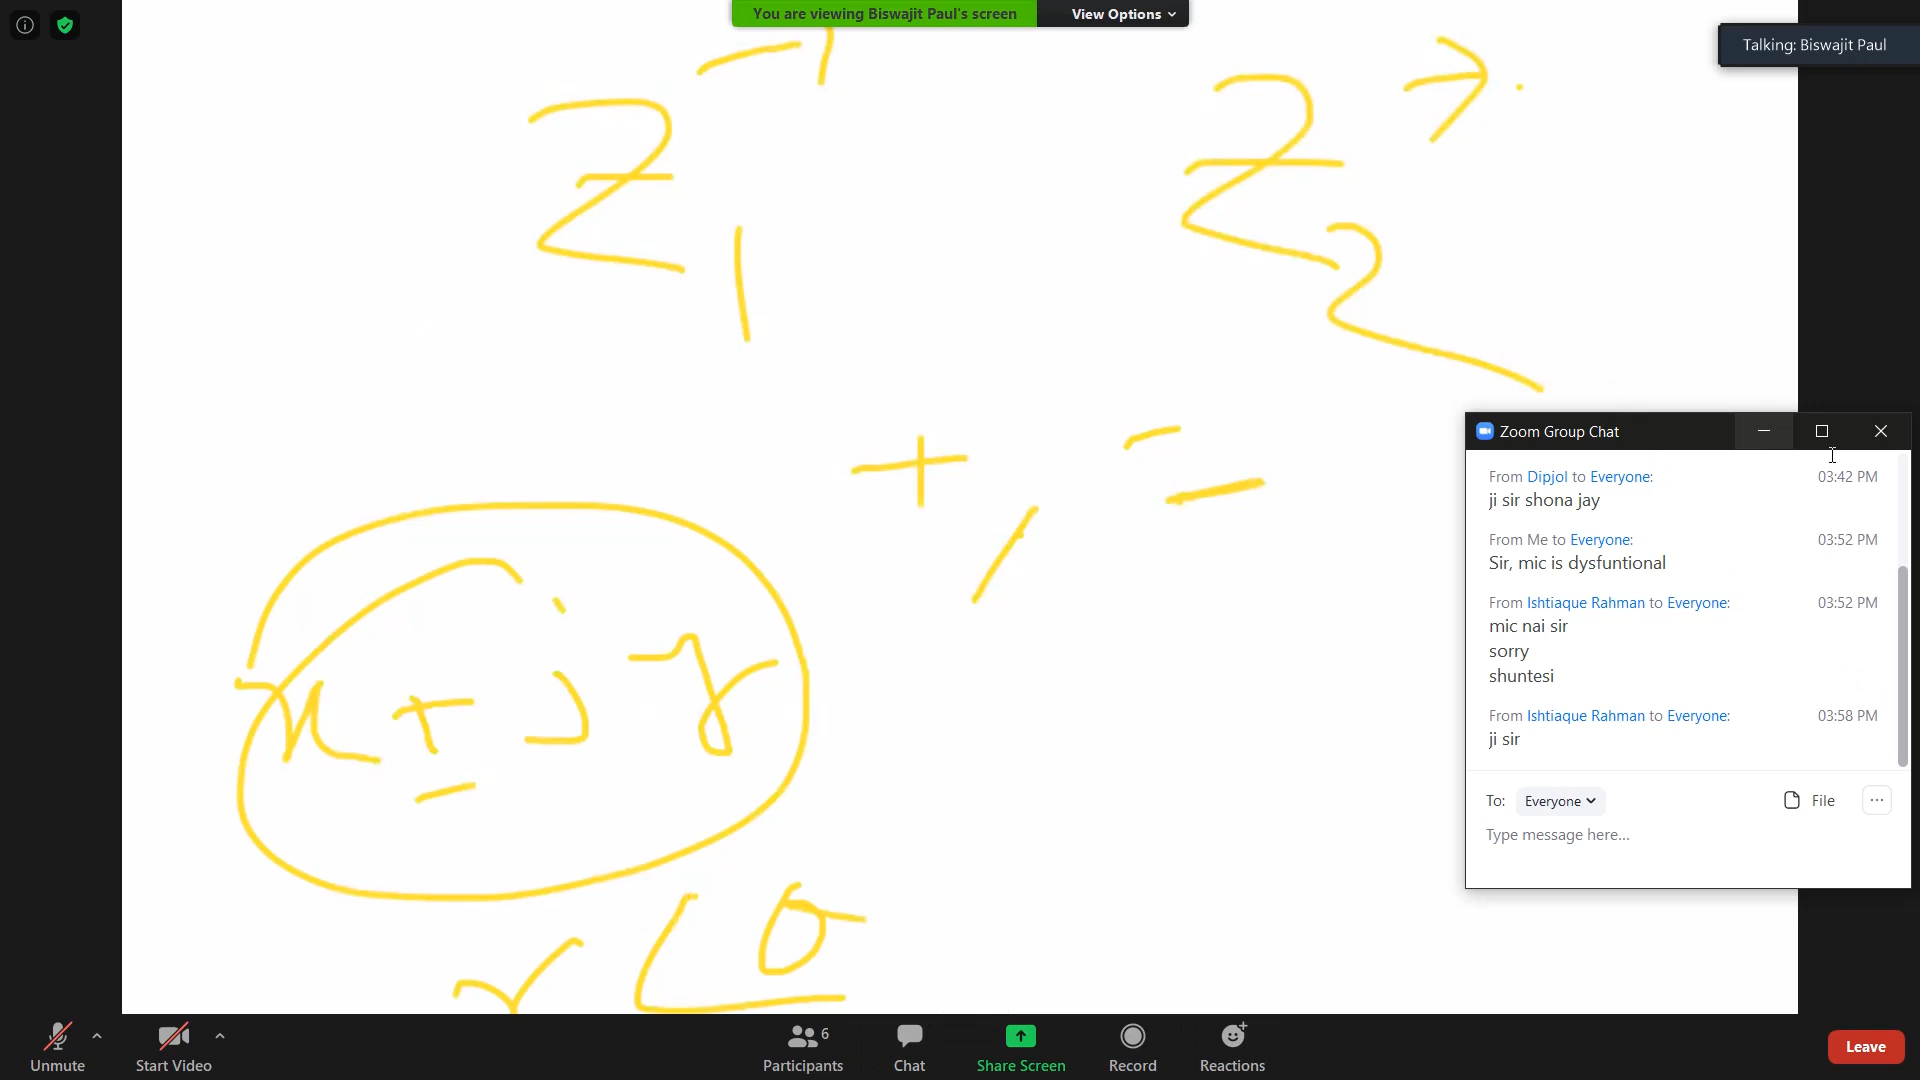 You are viewing Biswajit Paul's screen
View Options
Talking: Biswajit Paul
Z₁
Z₂
+, =
x ± j y
r ∠
Zoom Group Chat
From Dipjol to Everyone: 03:42 PM
ji sir shona jay
From Me to Everyone: 03:52 PM
Sir, mic is dysfuntional
From Ishtiaque Rahman to Everyone: 03:52 PM
mic nai sir
sorry
shuntesi
From Ishtiaque Rahman to Everyone: 03:58 PM
ji sir
To: Everyone File
Type message here...
Unmute
Start Video
Participants 6
Chat
Share Screen
Record
Reactions
Leave